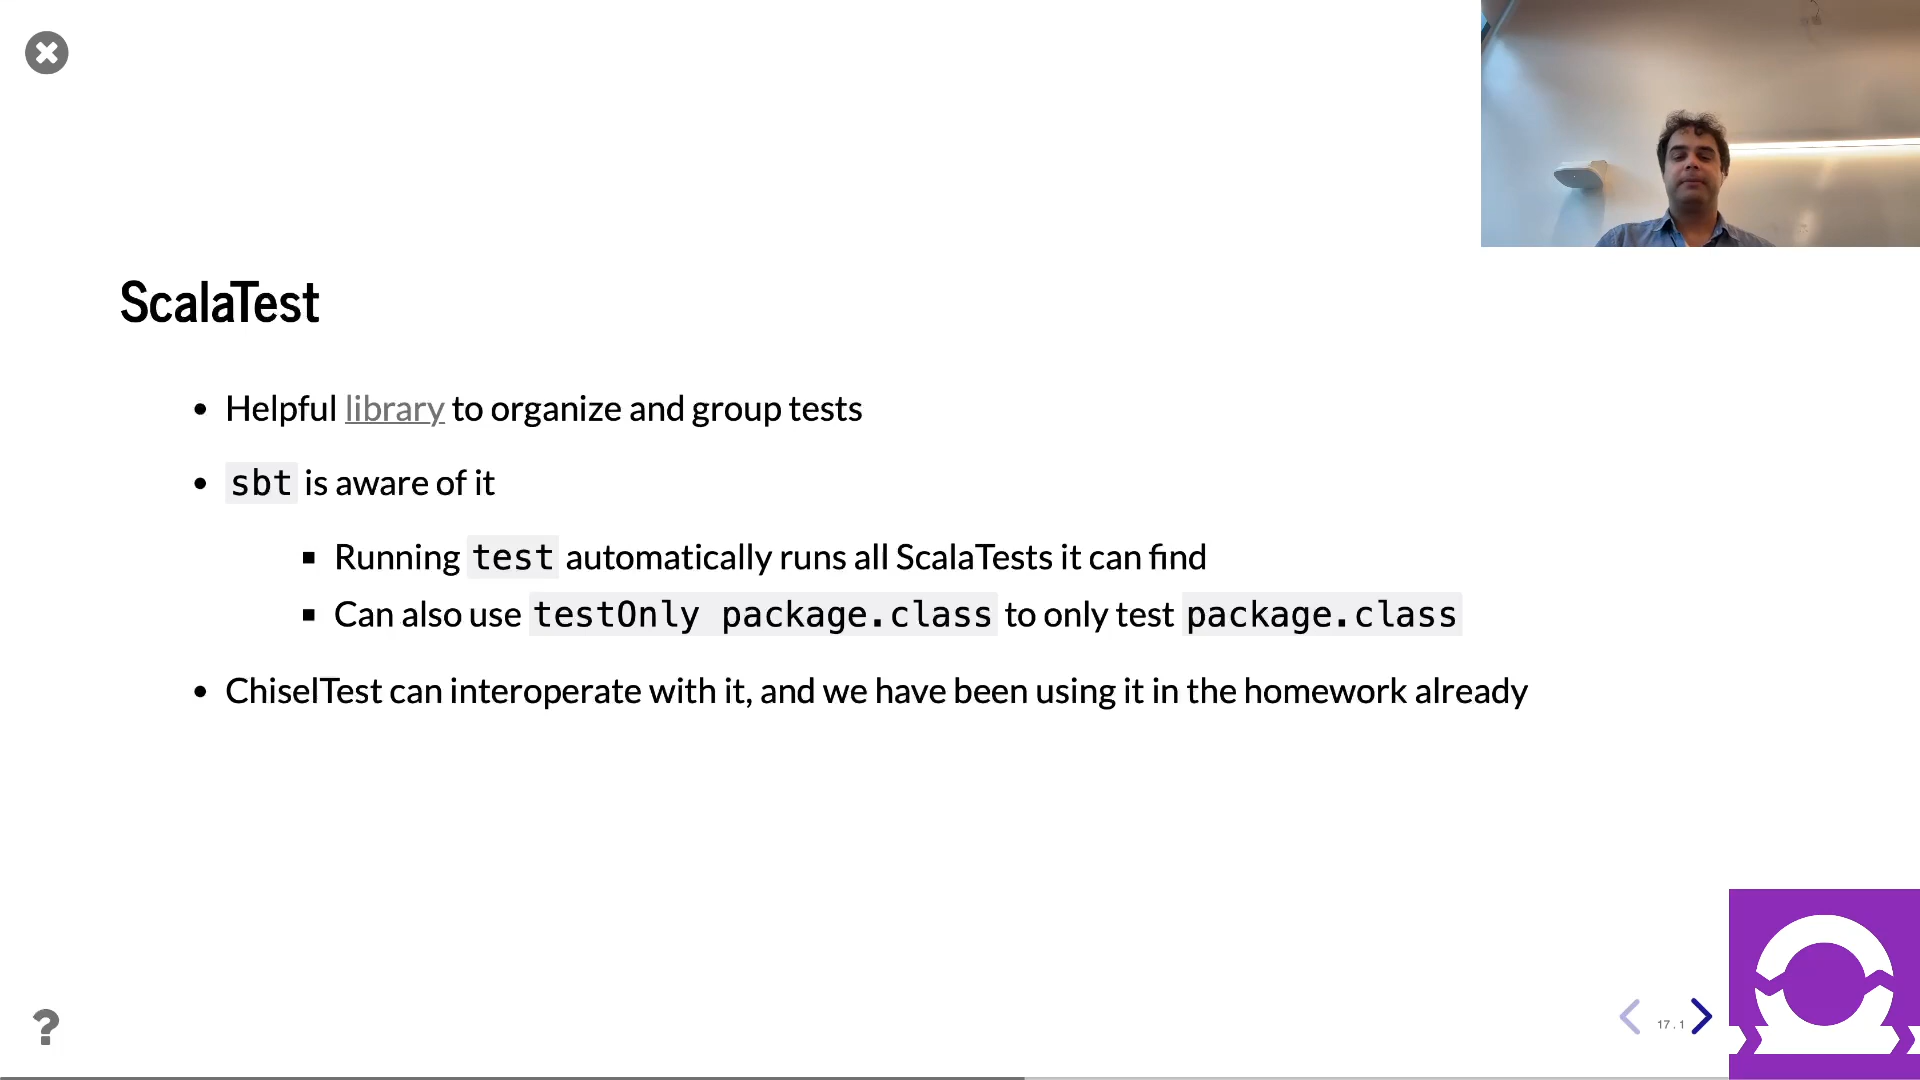 ScalaTest
• Helpful library to organize and group tests
• sbt is aware of it
▪ Running test automatically runs all ScalaTests it can find
▪ Can also use testOnly package.class to only test package.class
• ChiselTest can interoperate with it, and we have been using it in the homework already
?
17.1